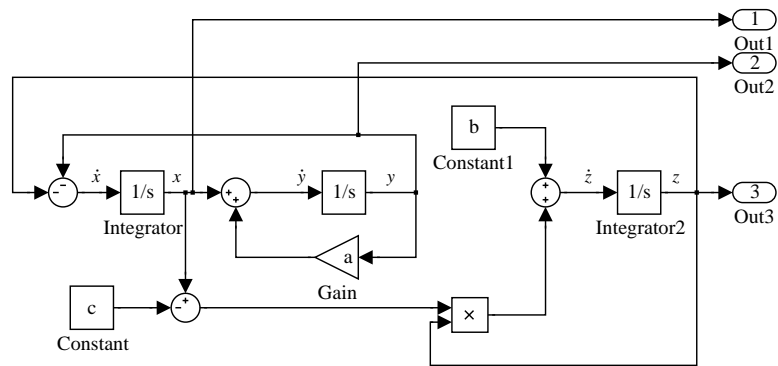 1
Out1
2
Out2
b
Constant1
ẋ
1/s
x
Integrator
ẏ
1/s
y
ż
1/s
z
Integrator2
3
Out3
a
Gain
c
Constant
×